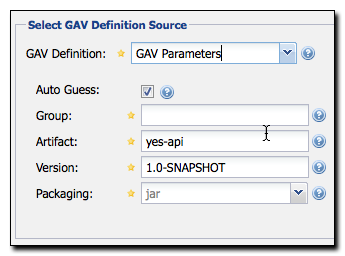 Select GAV Definition Source
GAV Definition: GAV Parameters
Auto Guess:
Group:
Artifact: yes-api
Version: 1.0-SNAPSHOT
Packaging: jar